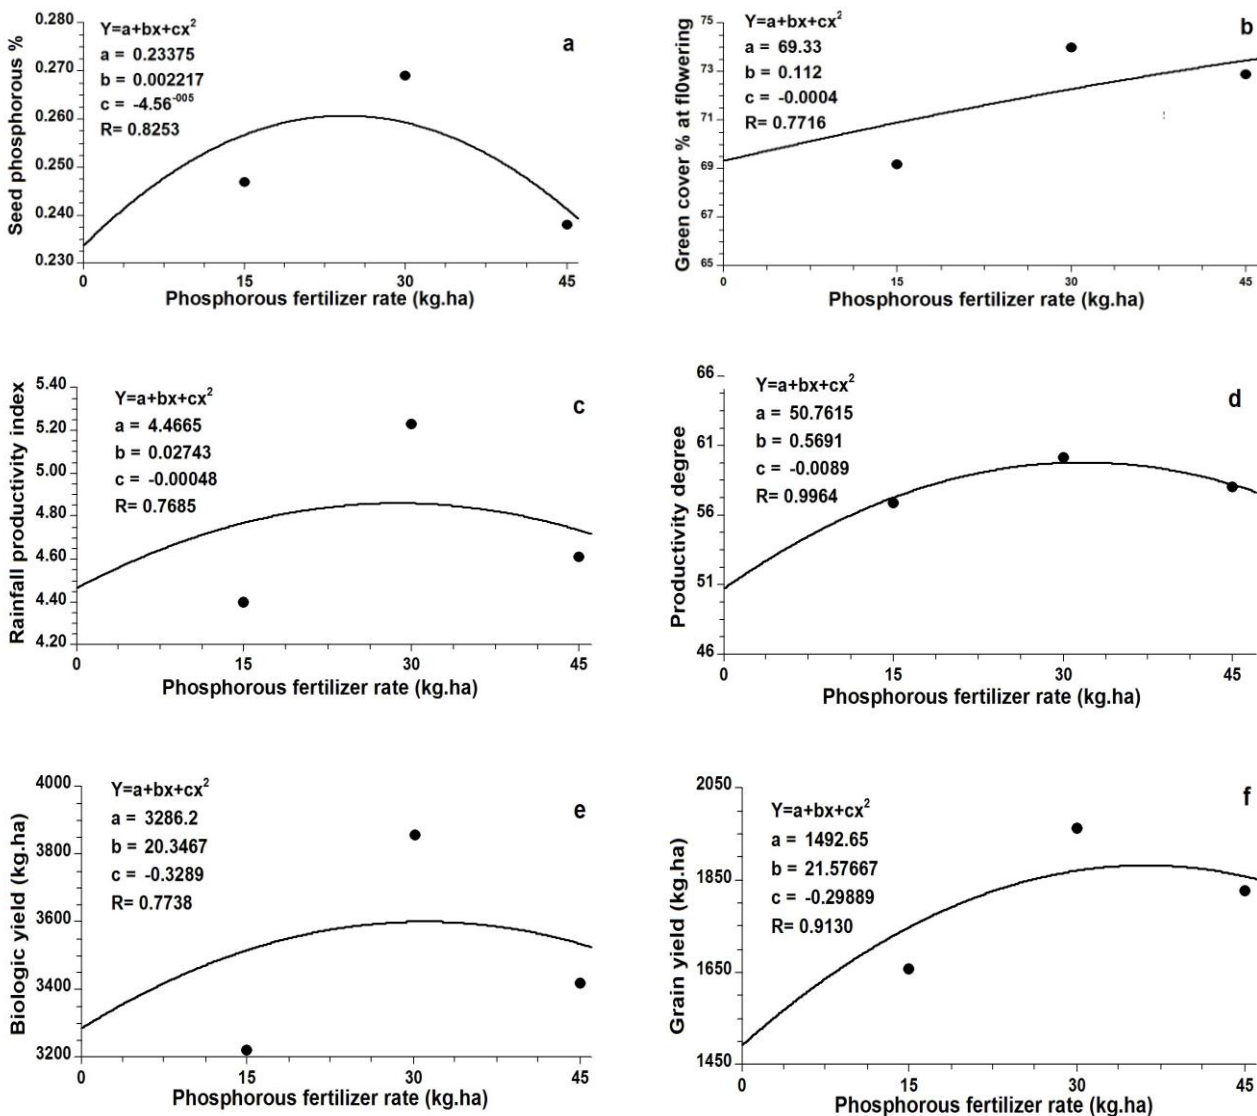 Y=a+bx+cx²
a = 0.23375
b = 0.002217
c = -4.56⁻⁰⁰⁵
R= 0.8253
a
Seed phosphorous %
0.280
0.270
0.260
0.250
0.240
0.230
0 15 30 45
Phosphorous fertilizer rate (kg.ha)
Y=a+bx+cx²
a = 69.33
b = 0.112
c = -0.0004
R= 0.7716
b
Green cover % at fl0wering
75
73
71
69
67
65
0 15 30 45
Phosphorous fertilizer rate (kg.ha)
Y=a+bx+cx²
a = 4.4665
b = 0.02743
c = -0.00048
R= 0.7685
c
Rainfall productivity index
5.40
5.20
5.00
4.80
4.60
4.40
4.20
0 15 30 45
Phosphorous fertilizer rate (kg.ha)
Y=a+bx+cx²
a = 50.7615
b = 0.5691
c = -0.0089
R= 0.9964
d
Productivity degree
66
61
56
51
46
0 15 30 45
Phosphorous fertilizer rate (kg.ha)
Y=a+bx+cx²
a = 3286.2
b = 20.3467
c = -0.3289
R= 0.7738
e
Biologic yield (kg.ha)
4000
3800
3600
3400
3200
0 15 30 45
Phosphorous fertilizer rate (kg.ha)
Y=a+bx+cx²
a = 1492.65
b = 21.57667
c = -0.29889
R= 0.9130
f
Grain yield (kg.ha)
2050
1850
1650
1450
0 15 30 45
Phosphorous fertilizer rate (kg.ha)